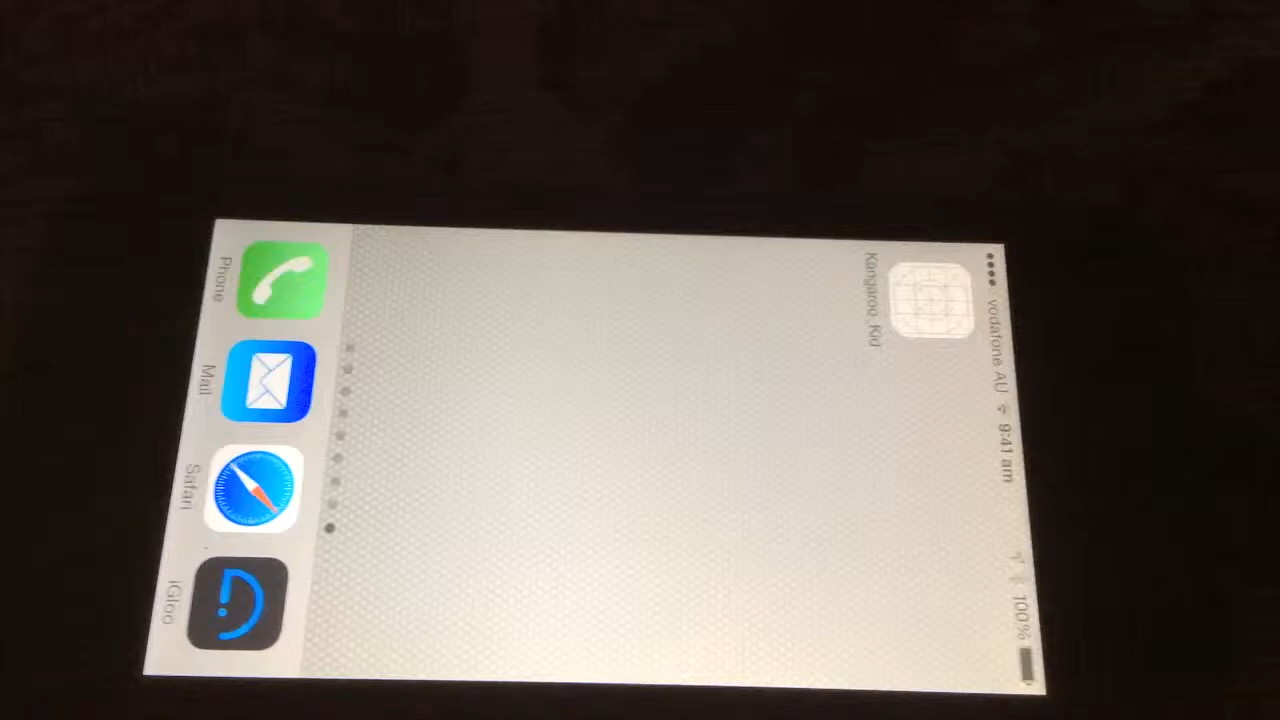 vodafone AU 9:41 am 100%
Kangaroo_Kid
Phone
Mail
Safari
iGloo